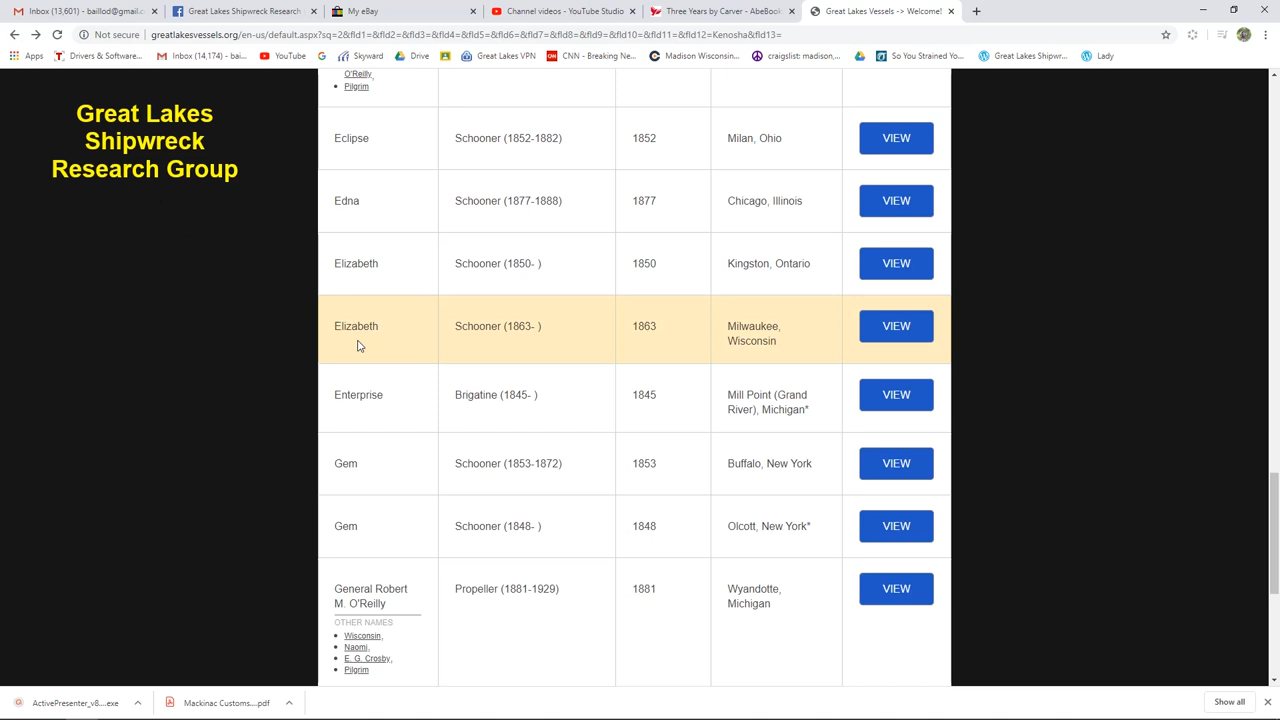 Inbox (13,601) - baillod@gmail.c
Great Lakes Shipwreck Research
My eBay
Channel videos - YouTube Studio
Three Years by Carver - AbeBook
Great Lakes Vessels -> Welcome!
Not secure | greatlakesvessels.org/en-us/default.aspx?sq=2&fld1=&fld2=&fld3=&fld4=&fld5=&fld6=&fld7=&fld8=&fld9=&fld10=&fld11=&fld12=Kenosha&fld13=
Apps
Drivers & Software...
Inbox (14,174) - bai...
YouTube
Skyward
Drive
Great Lakes VPN
CNN - Breaking Ne...
Madison Wisconsin...
craigslist: madison,...
So You Strained Yo...
Great Lakes Shipwr...
Lady
Great Lakes
Shipwreck
Research Group
O'Reilly,
Pilgrim
Eclipse Schooner (1852-1882) 1852 Milan, Ohio VIEW
Edna Schooner (1877-1888) 1877 Chicago, Illinois VIEW
Elizabeth Schooner (1850- ) 1850 Kingston, Ontario VIEW
Elizabeth Schooner (1863- ) 1863 Milwaukee, VIEW
Wisconsin
Enterprise Brigatine (1845- ) 1845 Mill Point (Grand VIEW
River), Michigan*
Gem Schooner (1853-1872) 1853 Buffalo, New York VIEW
Gem Schooner (1848- ) 1848 Olcott, New York* VIEW
General Robert Propeller (1881-1929) 1881 Wyandotte, VIEW
M. O'Reilly Michigan
OTHER NAMES:
Wisconsin,
Naomi,
E. G. Crosby,
Pilgrim
ActivePresenter_v8....exe
Mackinac Customs....pdf
Show all